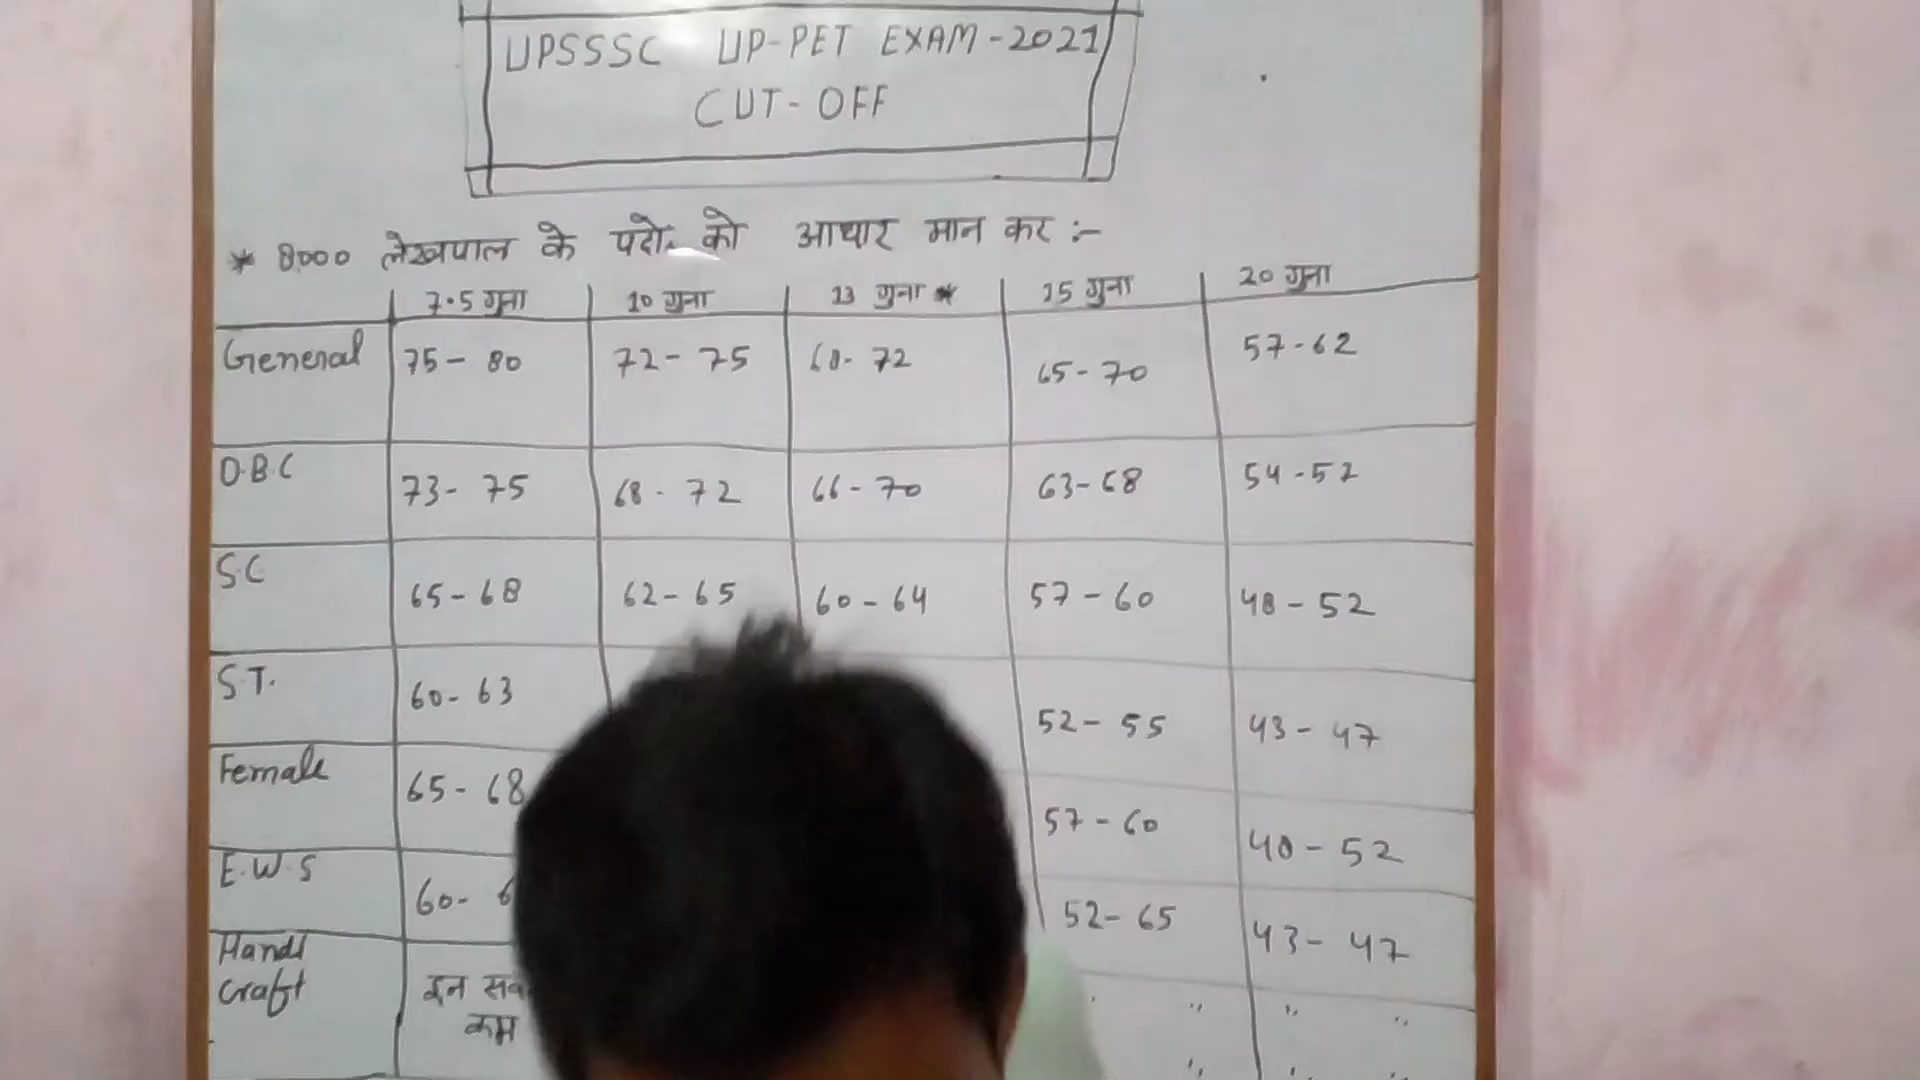 UPSSSC UP-PET EXAM-2021
CUT-OFF
* 8000 लेखपाल के पदो. को आधार मान कर :-
7.5 गुना 10 गुना 13 गुना * 15 गुना 20 गुना
General 75 - 80 72 - 75 68 - 72 65 - 70 57 - 62
O.B.C 73 - 75 68 - 72 66 - 70 63 - 68 54 - 57
S.C 65 - 68 62 - 65 60 - 64 57 - 60 48 - 52
S.T. 60 - 63 52 - 55 43 - 47
Female 65 - 68 57 - 60 48 - 52
E.W.S 60 - 52 - 65 43 - 47
Handi इन
craft कम